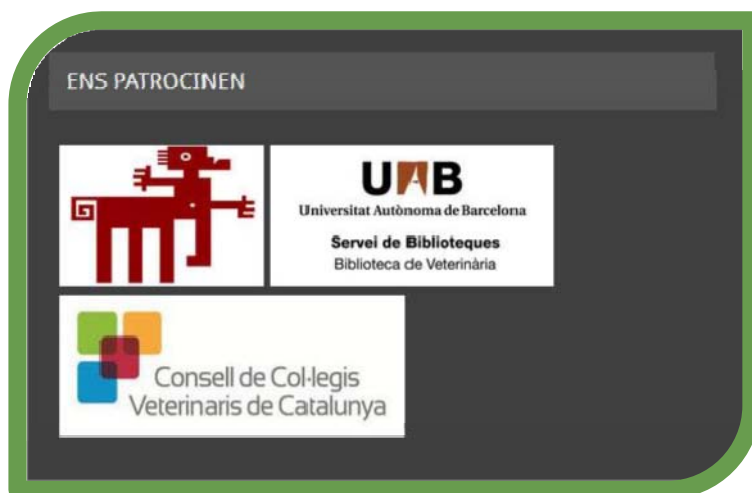 ENS PATROCINEN
UAB
Universitat Autònoma de Barcelona
Servei de Biblioteques
Biblioteca de Veterinària
Consell de Col·legis
Veterinaris de Catalunya